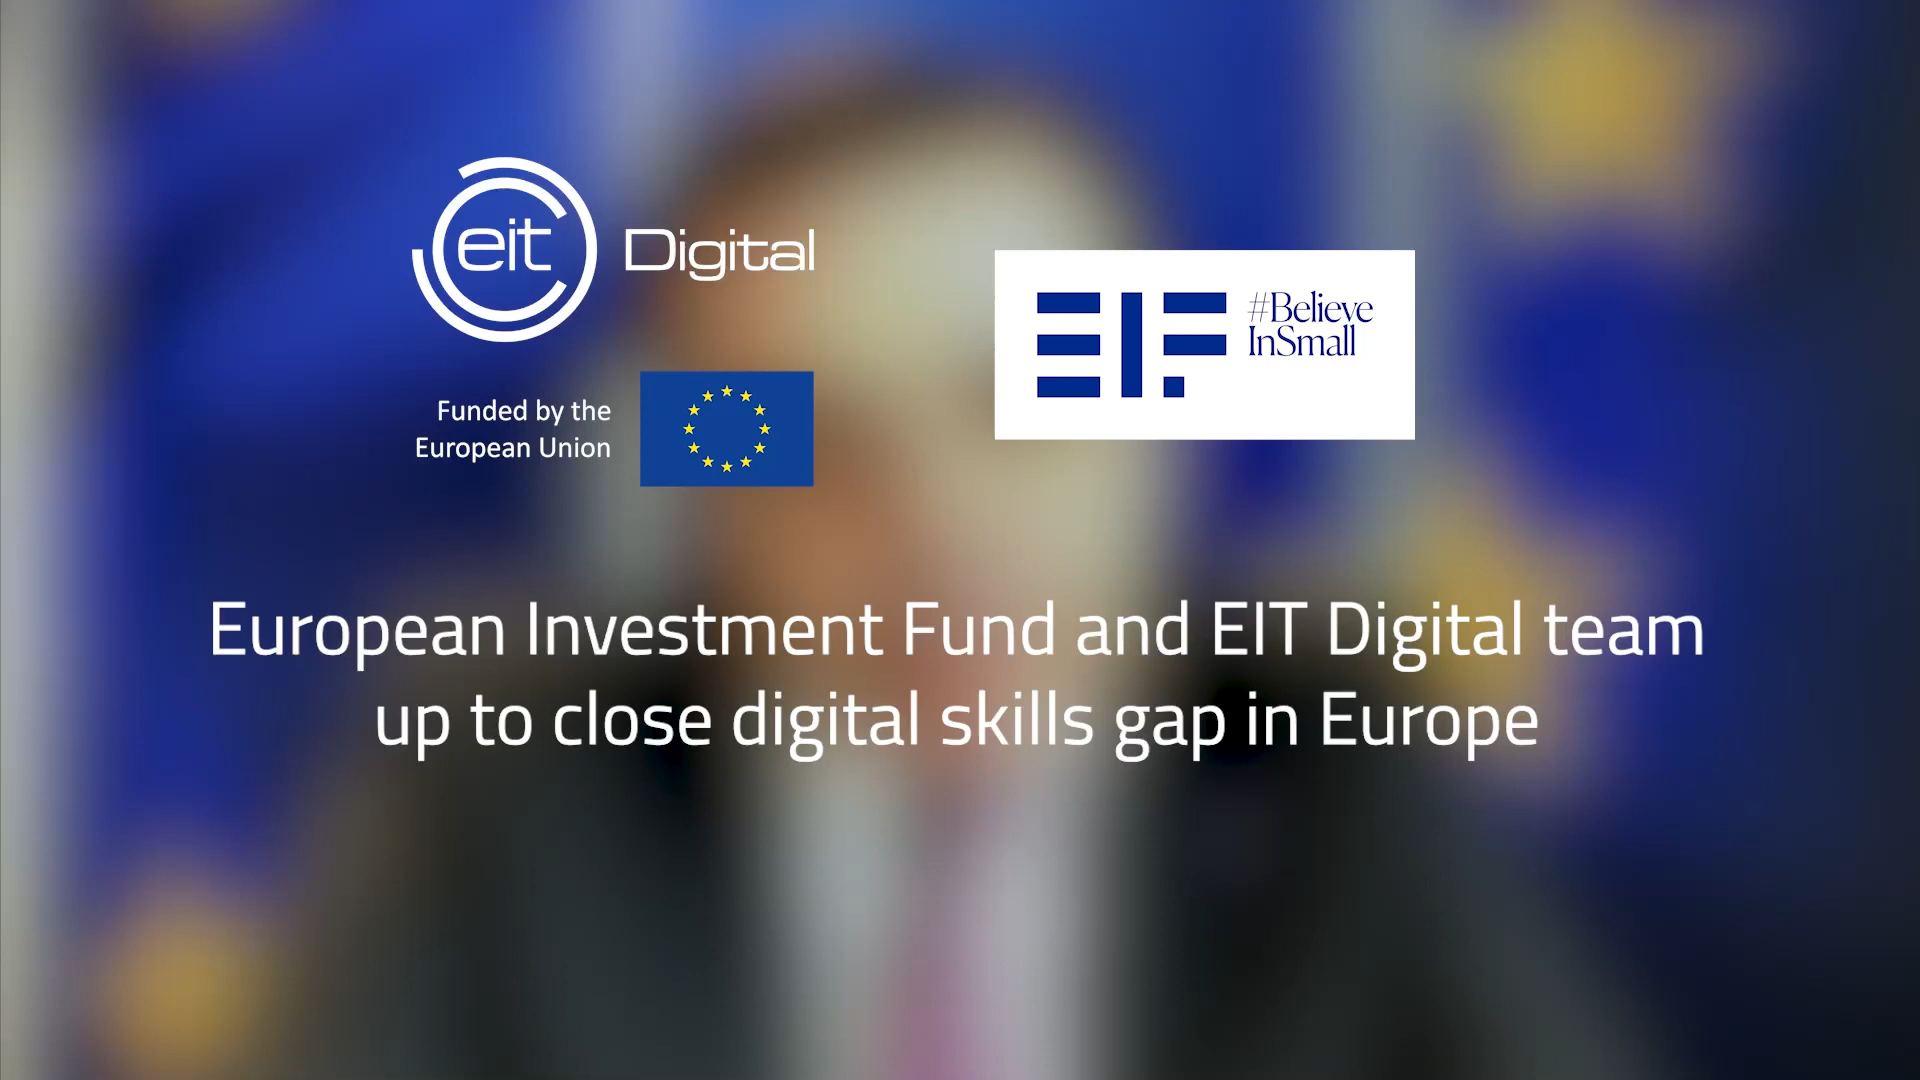 eit Digital
Funded by the
European Union
EIF
#Believe
InSmall
European Investment Fund and EIT Digital team
up to close digital skills gap in Europe